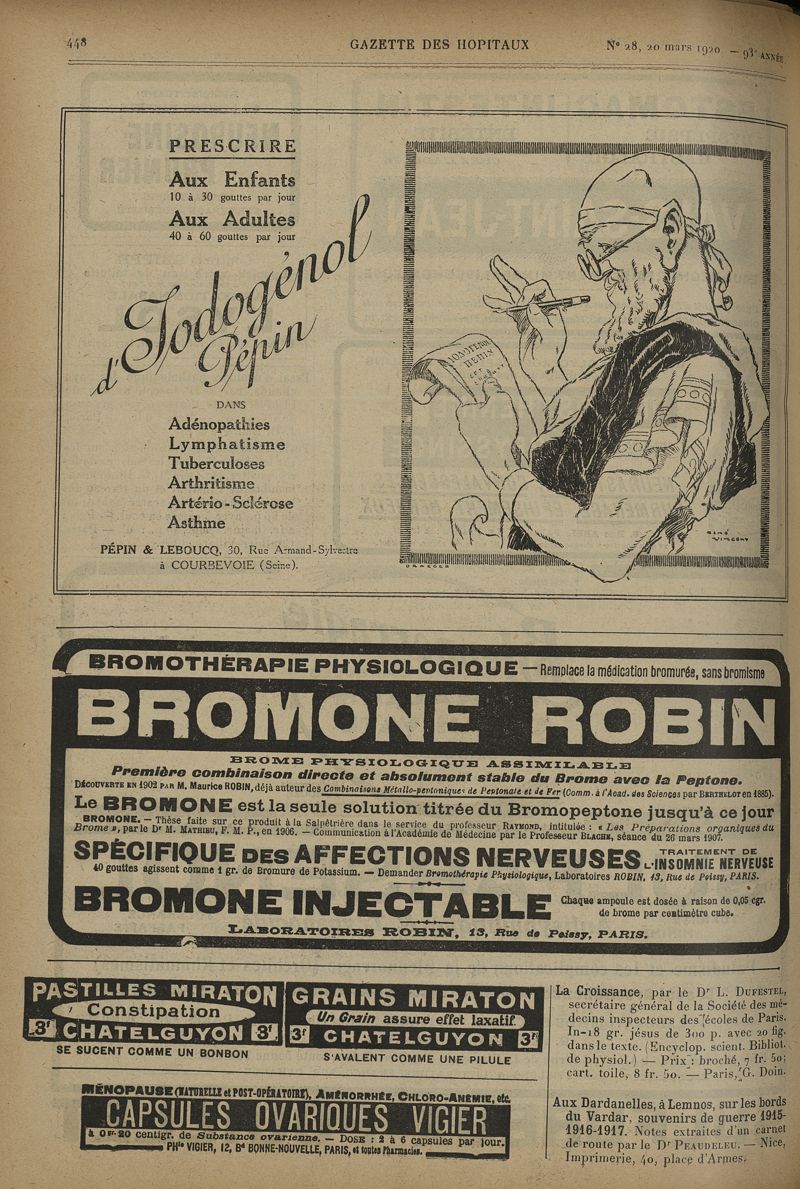 448
GAZETTE DES HOPITAUX
N° 28, 20 mars 1920 — 93e ANNÉE
PRESCRIRE
Aux Enfants
10 à 30 gouttes par jour
Aux Adultes
40 à 60 gouttes par jour
d'Iodogénol
Pépin
DANS
Adénopathies
Lymphatisme
Tuberculoses
Arthritisme
Artério-Sclérose
Asthme
PÉPIN & LEBOUCQ, 30, Rue Armand-Sylvestre
à COURBEVOIE (Seine).
IODOGENOL
PEPIN
RENÉ
VINCENT
DRAEGER
BROMOTHÉRAPIE PHYSIOLOGIQUE — Remplace la médication bromurée, sans bromisme
BROMONE ROBIN
BROME PHYSIOLOGIQUE ASSIMILABLE
Première combinaison directe et absolument stable du Brome avec la Peptone.
DÉCOUVERTE EN 1902 PAR M. Maurice ROBIN, déjà auteur des Combinaisons Métallo-peptonique de Peptonate et de Fer (Comm. à l'Acad. des Sciences par BERTHELOT en 1885).
Le BROMONE est la seule solution titrée du Bromopeptone jusqu'à ce jour
BROMONE. — Thèse faite sur ce produit à la Salpêtrière dans le service du professeur RAYMOND, intitulée : « Les Préparations organiques du
Brome », par le Dr M. MATHIEU, F. M. P., en 1906. — Communication à l'Académie de Médecine par le Professeur BLACHE, séance du 26 mars 1907.
SPÉCIFIQUE DES AFFECTIONS NERVEUSES
TRAITEMENT DE
L'INSOMNIE NERVEUSE
40 gouttes agissent comme 1 gr. de Bromure de Potassium. — Demander Bromothérapie Physiologique, Laboratoires ROBIN, 13, Rue de Poissy, PARIS.
BROMONE INJECTABLE
Chaque ampoule est dosée à raison de 0,05 cgr.
de brome par centimètre cube.
LABORATOIRES ROBIN, 13, Rue de Poissy, PARIS.
PASTILLES MIRATON
Constipation
3f CHATELGUYON 3f.
SE SUCENT COMME UN BONBON
GRAINS MIRATON
Un Grain assure effet laxatif
3f CHATELGUYON 3f
S'AVALENT COMME UNE PILULE
MÉNOPAUSE (NATURELLE et POST-OPÉRATOIRE), AMÉNORRHÉE, CHLORO-ANÉMIE, etc.
CAPSULES OVARIQUES VIGIER
à 0gr.20 centigr. de Substance ovarienne. — DOSE : 2 à 6 capsules par jour.
PHie VIGIER, 12, Bd BONNE-NOUVELLE, PARIS, et toutes Pharmacies.
La Croissance, par le Dr L. DUFESTEL,
secrétaire général de la Société des mé-
decins inspecteurs des écoles de Paris.
In-18 gr. jésus de 300 p. avec 20 fig.
dans le texte. (Encyclop. scient. Bibliot.
de physiol.) — Prix : broché, 7 fr. 50;
cart. toile, 8 fr. 50. — Paris, G. Doin.
Aux Dardanelles, à Lemnos, sur les bords
du Vardar, souvenirs de guerre 1915-
1916-1917. Notes extraites d'un carnet
de route par le Dr PEAUDELEU. — Nice,
Imprimerie, 40, place d'Armes.